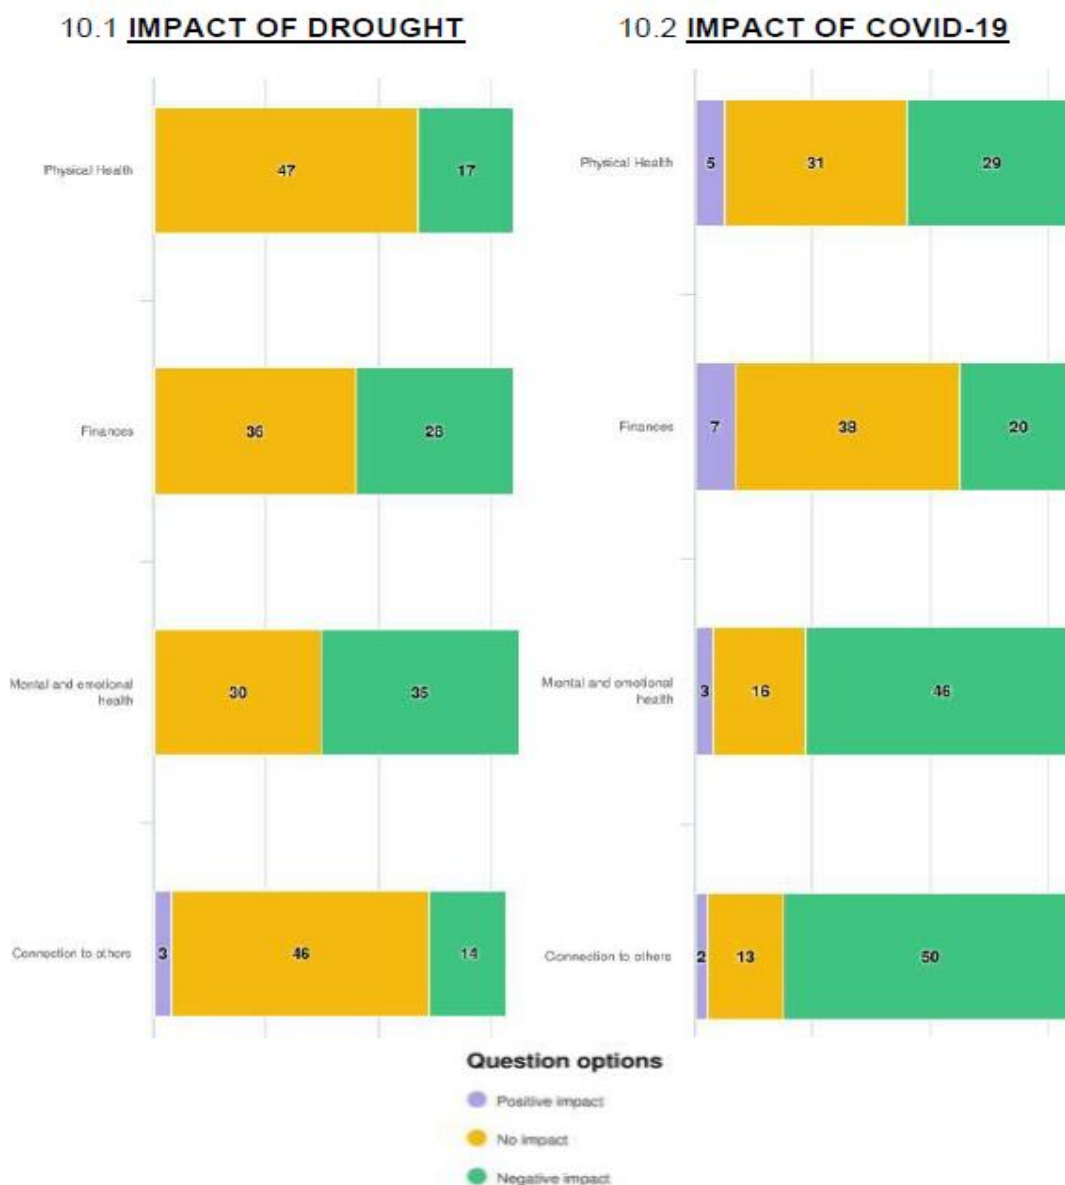 10.1 IMPACT OF DROUGHT
Physical Health
47
17
Finances
36
28
Mental and emotional
health
30
35
Connection to others
3
46
14
10.2 IMPACT OF COVID-19
Physical Health
5
31
29
Finances
7
38
20
Mental and emotional
health
3
16
46
Connection to others
2
13
50
Question options
Positive impact
No impact
Negative impact